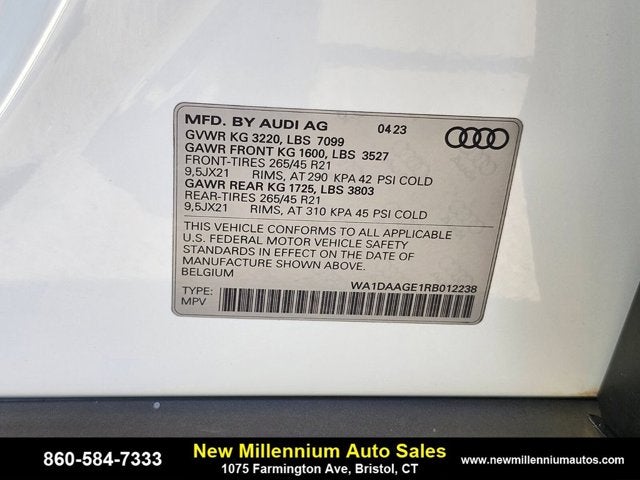 MFD. BY AUDI AG 04 23
GVWR KG 3220, LBS 7099
GAWR FRONT KG 1600, LBS 3527
FRONT-TIRES 265/45 R21
9,5JX21 RIMS, AT 290 KPA 42 PSI COLD
GAWR REAR KG 1725, LBS 3803
REAR-TIRES 265/45 R21
9,5JX21 RIMS, AT 310 KPA 45 PSI COLD
THIS VEHICLE CONFORMS TO ALL APPLICABLE
U.S. FEDERAL MOTOR VEHICLE SAFETY
STANDARDS IN EFFECT ON THE DATE OF
MANUFACTURE SHOWN ABOVE.
BELGIUM
WA1DAAGE1RB012238
TYPE:
MPV
860-584-7333
New Millennium Auto Sales
1075 Farmington Ave, Bristol, CT
www.newmillenniumautos.com